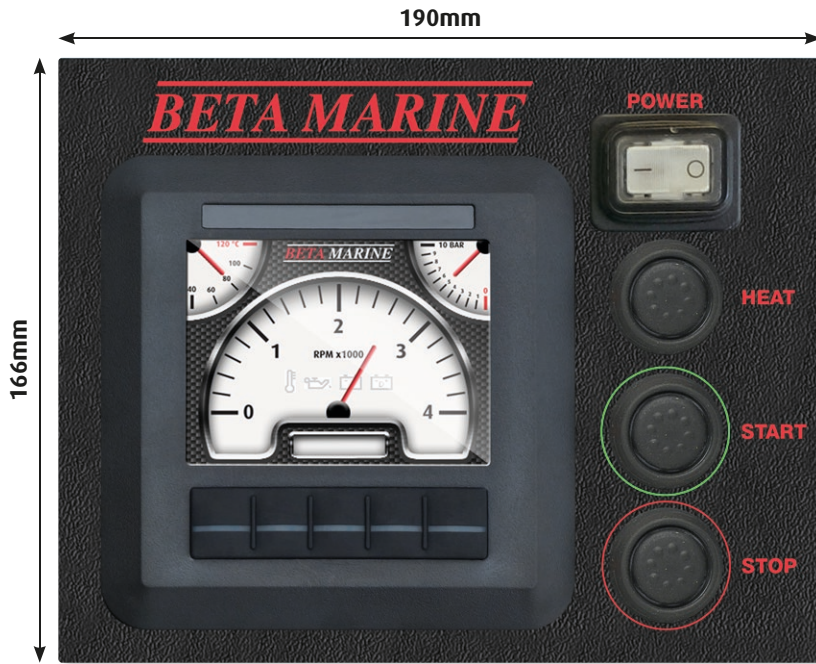 190mm
166mm
BETA MARINE
POWER
HEAT
START
STOP
BETA MARINE
120 °C
100
80
60
40
10 BAR
0
RPM x1000
0
1
2
3
4